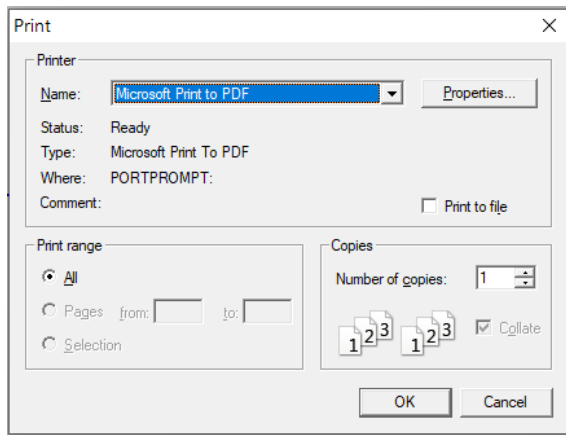 Print
Printer
Name: Microsoft Print to PDF Properties...
Status: Ready
Type: Microsoft Print To PDF
Where: PORTPROMPT:
Comment: Print to file
Print range
All
Pages from: to:
Selection
Copies
Number of copies: 1
1 2 3 1 2 3 Collate
OK Cancel